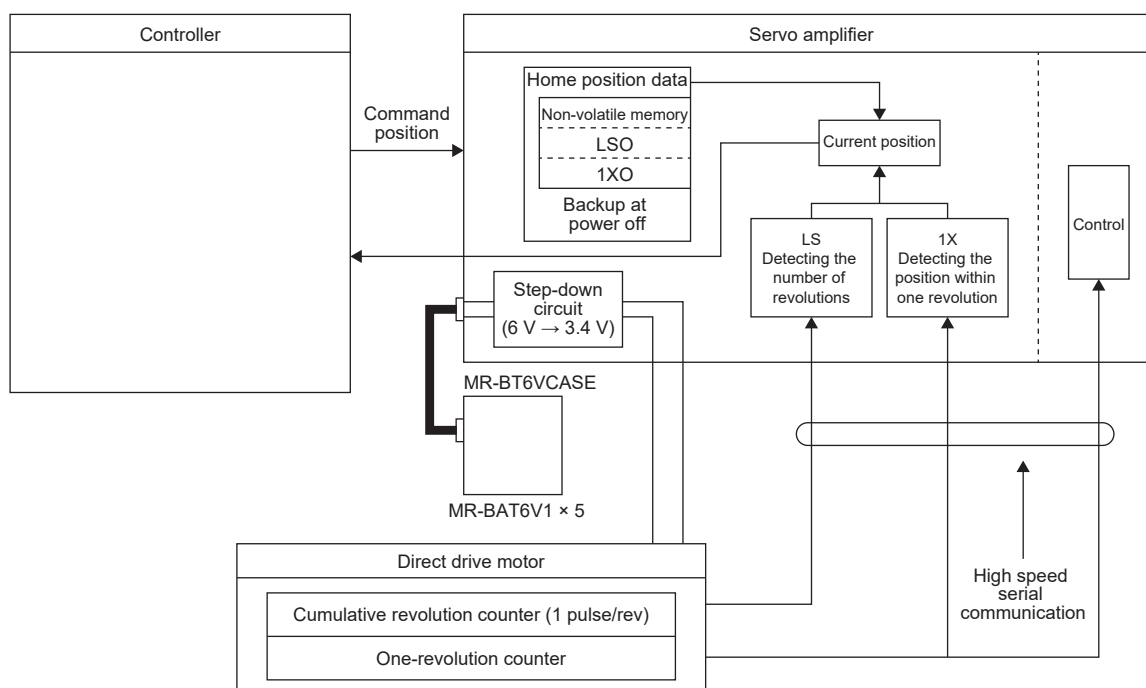 Controller
Servo amplifier
Command
position
Home position data
Non-volatile memory
LSO
1XO
Backup at
power off
Current position
LS
Detecting the
number of
revolutions
1X
Detecting the
position within
one revolution
Control
Step-down
circuit
(6 V → 3.4 V)
MR-BT6VCASE
MR-BAT6V1 × 5
Direct drive motor
Cumulative revolution counter (1 pulse/rev)
One-revolution counter
High speed
serial
communication